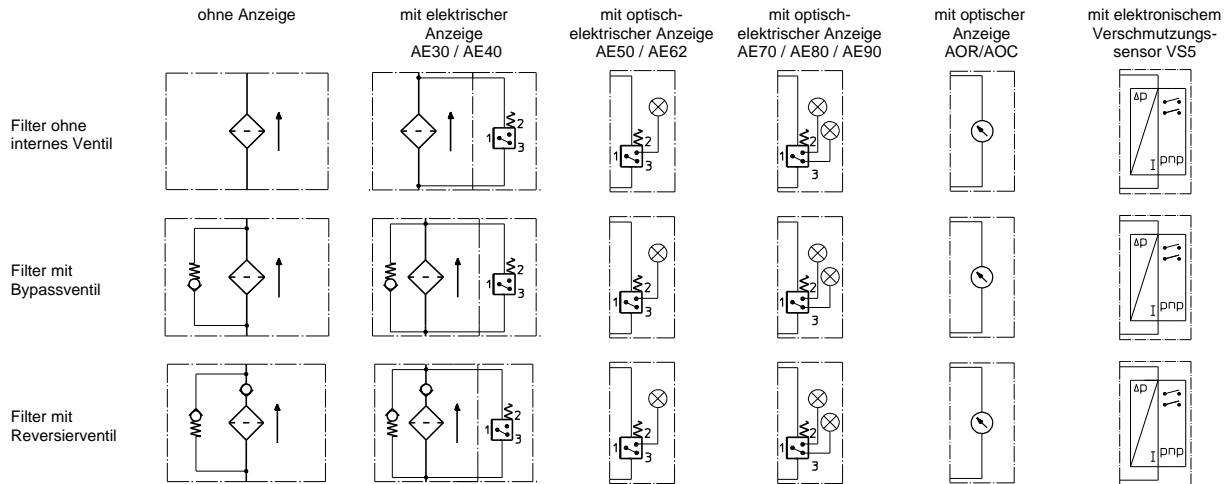 ohne Anzeige
mit elektrischer
Anzeige
AE30 / AE40
mit optisch-
elektrischer Anzeige
AE50 / AE62
mit optisch-
elektrischer Anzeige
AE70 / AE80 / AE90
mit optischer
Anzeige
AOR/AOC
mit elektronischem
Verschmutzungs-
sensor VS5
Filter ohne
internes Ventil
1 2 3
1 2 3
1 2 3
Δp
I pnp
Filter mit
Bypassventil
1 2 3
1 2 3
1 2 3
Δp
I pnp
Filter mit
Reversierventil
1 2 3
1 2 3
1 2 3
Δp
I pnp